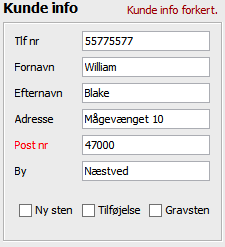 Kunde info Kunde info forkert.
Tlf nr 55775577
Fornavn William
Efternavn Blake
Adresse Mågevænget 10
Post nr 47000
By Næstved
Ny sten Tilføjelse Gravsten